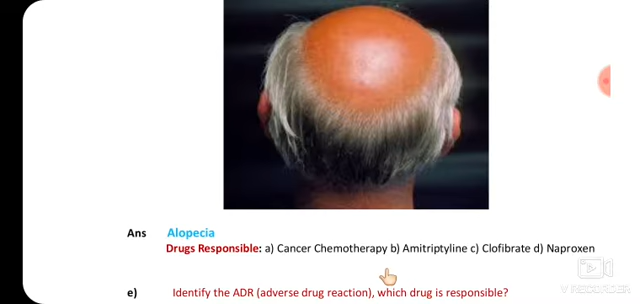 Ans Alopecia
Drugs Responsible: a) Cancer Chemotherapy b) Amitriptyline c) Clofibrate d) Naproxen
V RECORDER
e) Identify the ADR (adverse drug reaction), which drug is responsible?